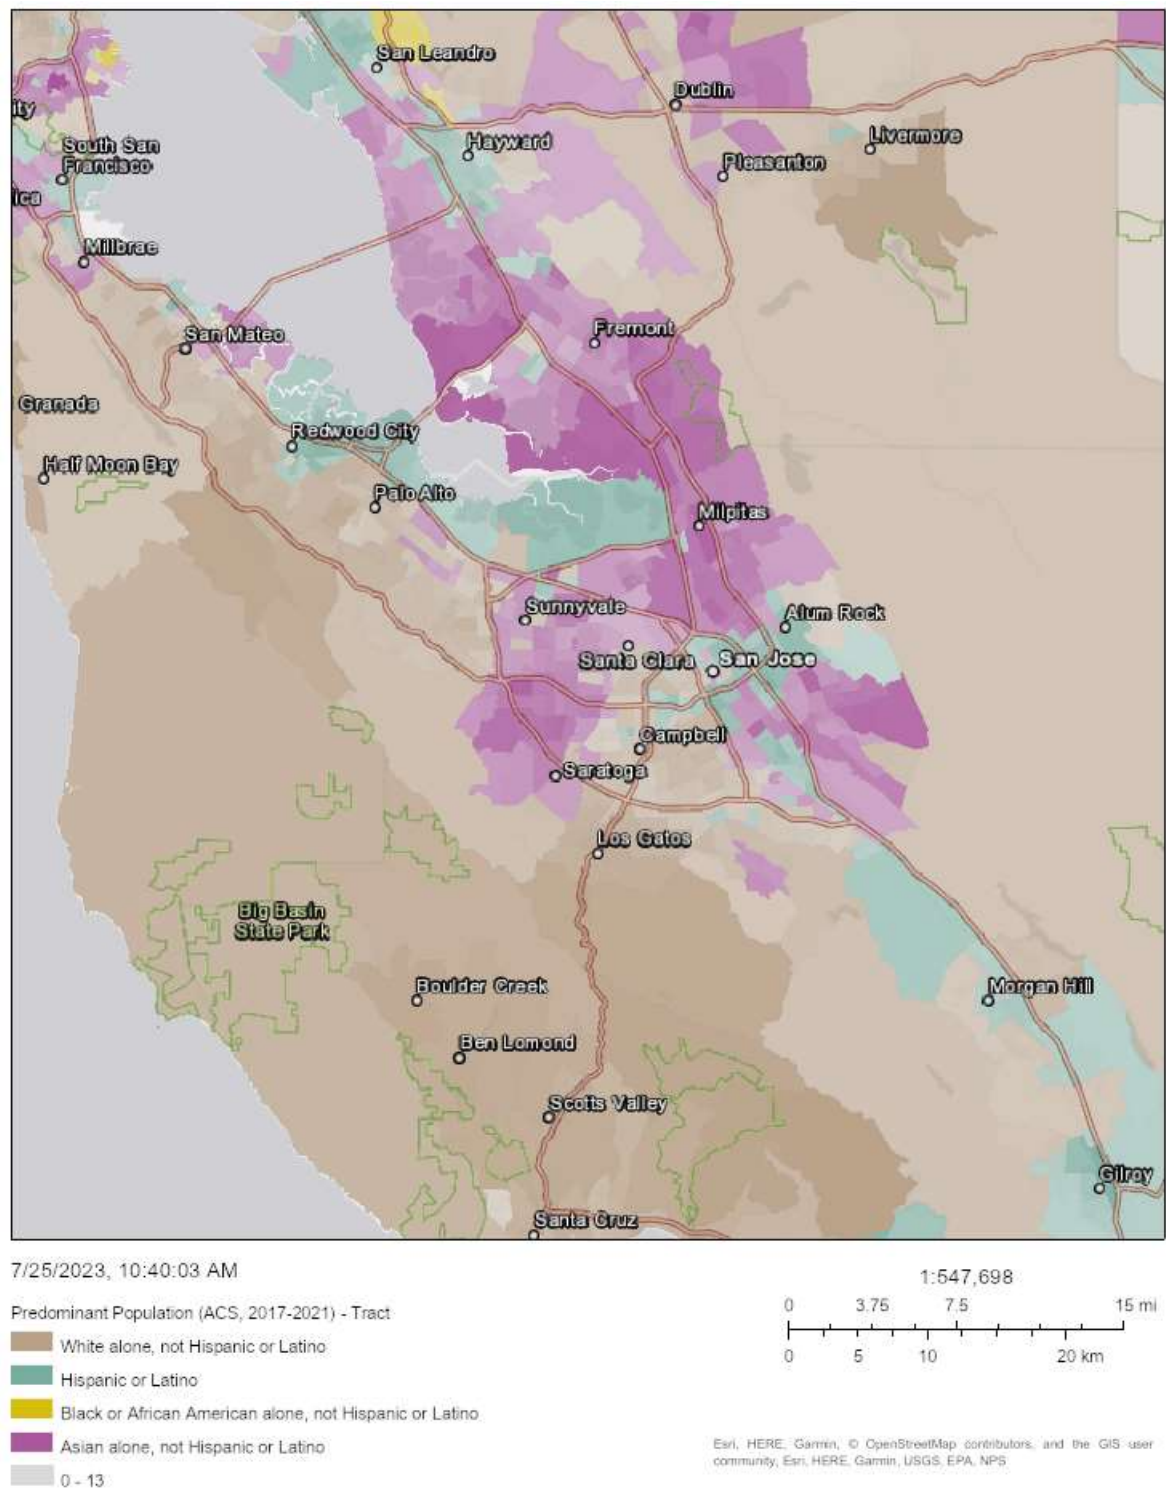 San Leandro
Dublin
ity
Hayward
Livermore
South San
Francisco
Pleasanton
ica
Millbrae
San Mateo
Fremont
Granada
Redwood City
Half Moon Bay
Palo Alto
Milpitas
Sunnyvale
Alum Rock
Santa Clara
San Jose
Campbell
Saratoga
Los Gatos
Big Basin
State Park
Boulder Creek
Morgan Hill
Ben Lomond
Scotts Valley
Gilroy
Santa Cruz
7/25/2023, 10:40:03 AM
Predominant Population (ACS, 2017-2021) - Tract
White alone, not Hispanic or Latino
Hispanic or Latino
Black or African American alone, not Hispanic or Latino
Asian alone, not Hispanic or Latino
0 - 13
1:547,698
0 3.75 7.5 15 mi
0 5 10 20 km
Esri, HERE, Garmin, © OpenStreetMap contributors, and the GIS user
community, Esri, HERE, Garmin, USGS, EPA, NPS